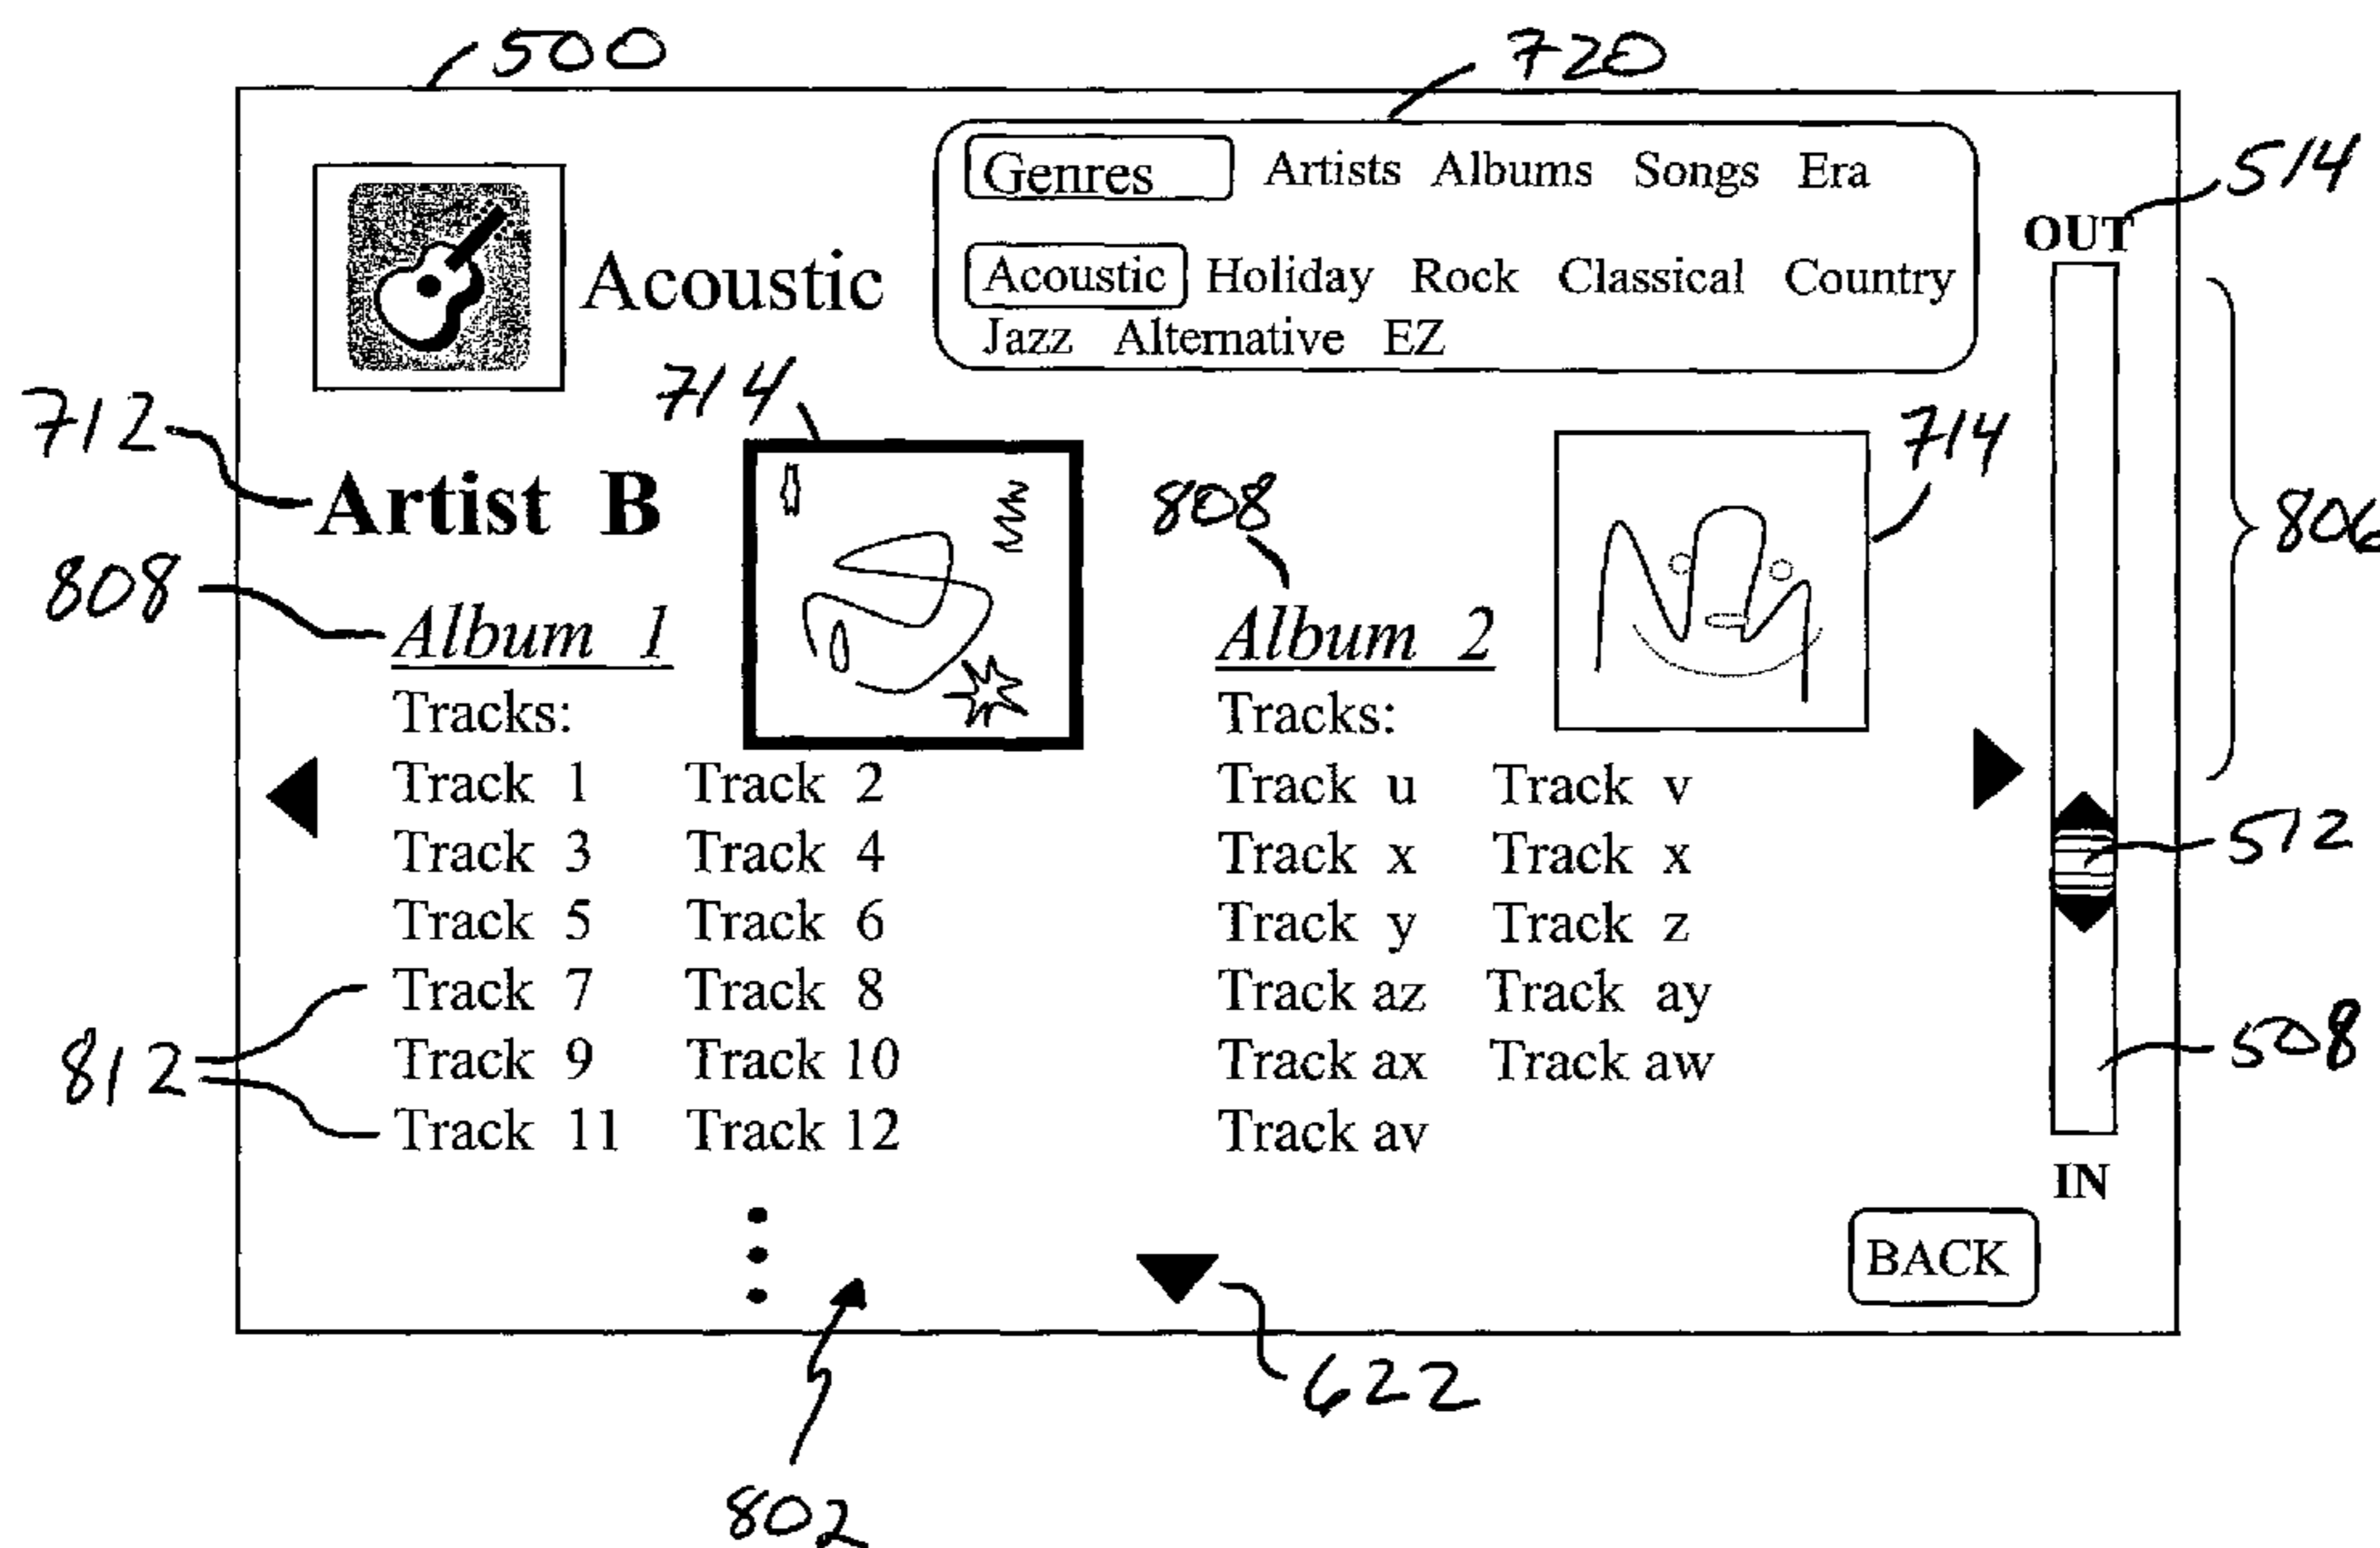 500
720
514
Genres Artists Albums Songs Era
OUT
Acoustic
Acoustic Holiday Rock Classical Country
Jazz Alternative EZ
714
714
712
Artist B
808
806
808
Album 1
Album 2
Tracks:
Tracks:
Track 1 Track 2
Track u Track v
Track 3 Track 4
Track x Track x
512
Track 5 Track 6
Track y Track z
Track 7 Track 8
Track az Track ay
508
812
Track 9 Track 10
Track ax Track aw
Track 11 Track 12
Track av
IN
BACK
622
802